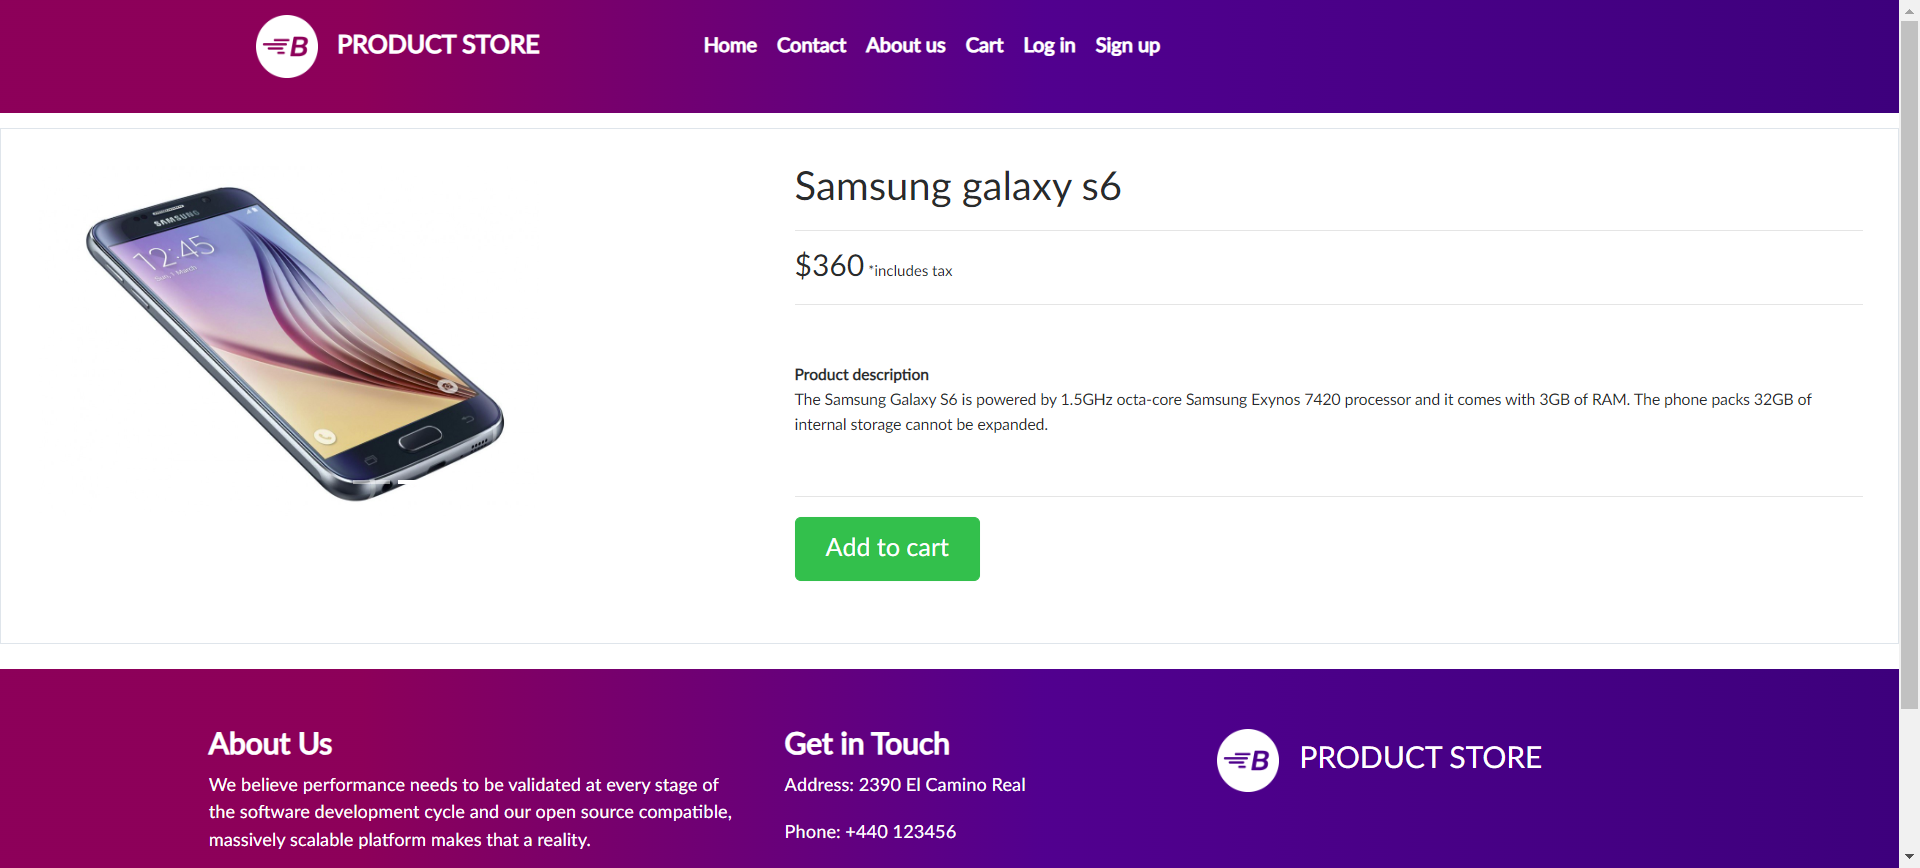 B PRODUCT STORE
Home Contact About us Cart Log in Sign up
SAMSUNG
12:45
Sun, 1 March
Samsung galaxy s6
$360 *includes tax
Product description
The Samsung Galaxy S6 is powered by 1.5GHz octa-core Samsung Exynos 7420 processor and it comes with 3GB of RAM. The phone packs 32GB of
internal storage cannot be expanded.
Add to cart
About Us
We believe performance needs to be validated at every stage of
the software development cycle and our open source compatible,
massively scalable platform makes that a reality.
Get in Touch
Address: 2390 El Camino Real
Phone: +440 123456
B PRODUCT STORE